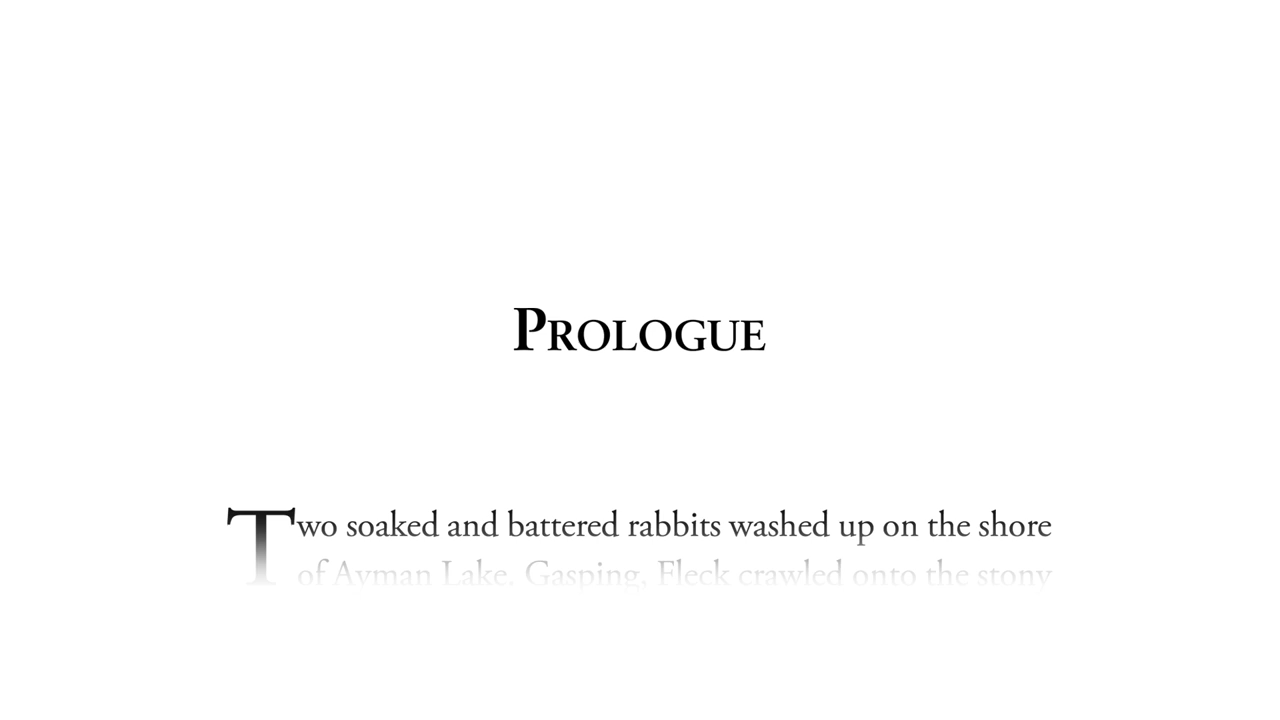 PROLOGUE
Two soaked and battered rabbits washed up on the shore
of Ayman Lake. Gasping, Fleck crawled onto the stony